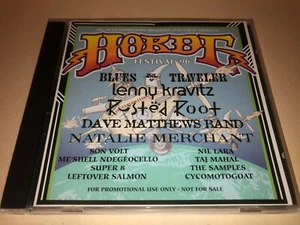 HORDE
FESTIVAL '96
BLUES TRAVELER
lenny kravitz
Rusted Root
DAVE MATTHEWS BAND
NATALIE MERCHANT
SON VOLT
NIL LARA
ME'SHELL NDEGEOCELLO
TAJ MAHAL
SUPER 8
THE SAMPLES
LEFTOVER SALMON
CYCOMOTOGOAT
FOR PROMOTIONAL USE ONLY - NOT FOR SALE